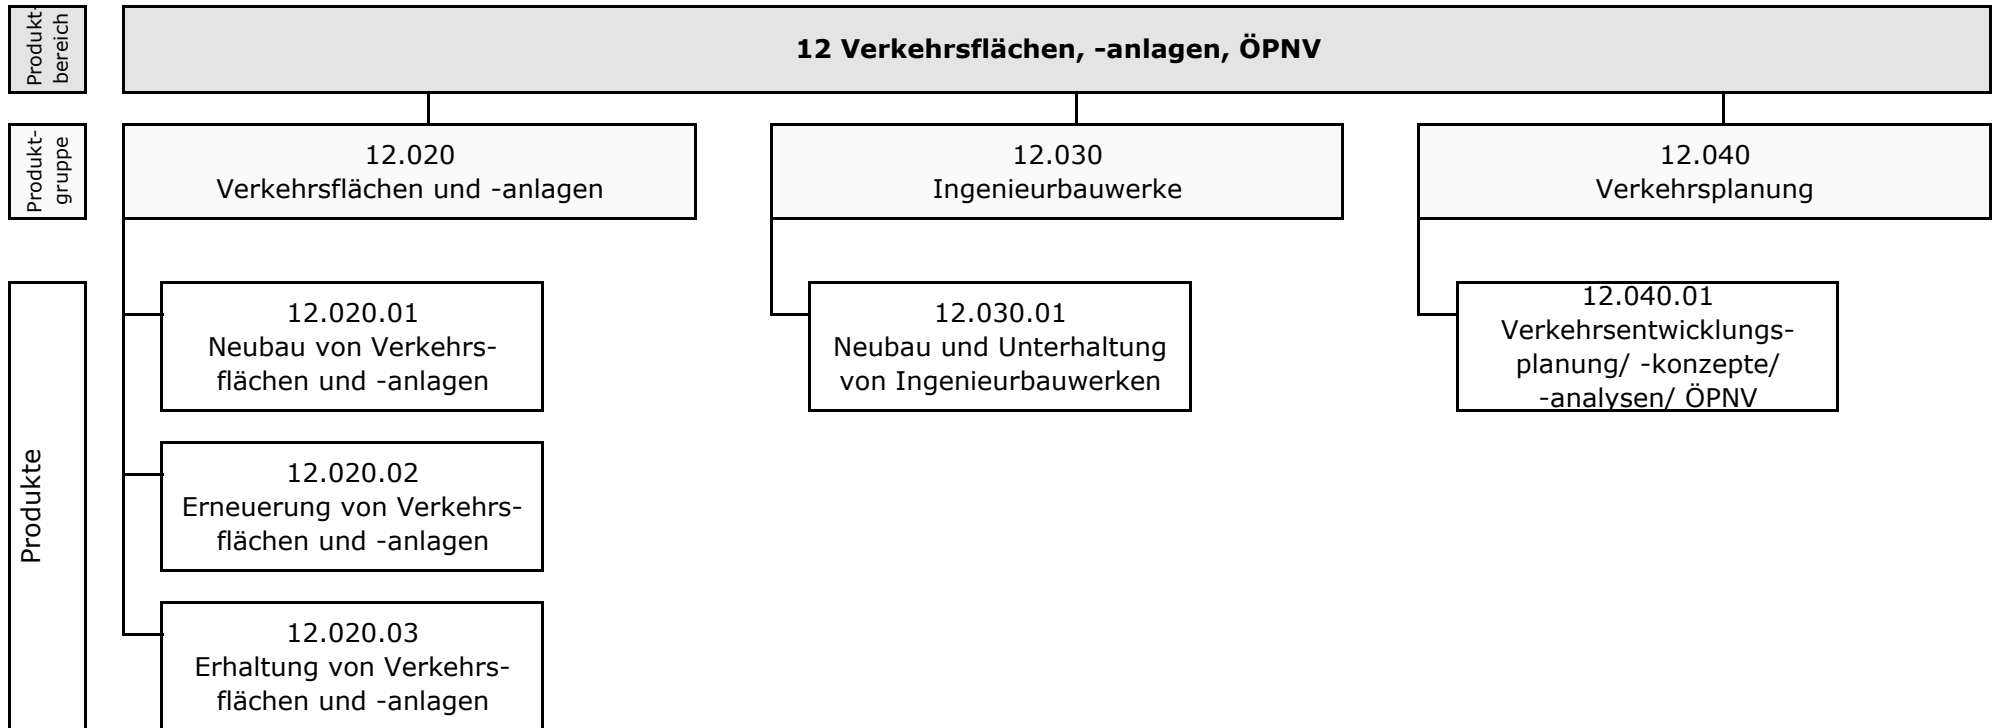 Produkt-
bereich
12 Verkehrsflächen, -anlagen, ÖPNV
Produkt-
gruppe
12.020
Verkehrsflächen und -anlagen
12.030
Ingenieurbauwerke
12.040
Verkehrsplanung
Produkte
12.020.01
Neubau von Verkehrs-
flächen und -anlagen
12.030.01
Neubau und Unterhaltung
von Ingenieurbauwerken
12.040.01
Verkehrsentwicklungs-
planung/ -konzepte/
-analysen/ ÖPNV
12.020.02
Erneuerung von Verkehrs-
flächen und -anlagen
12.020.03
Erhaltung von Verkehrs-
flächen und -anlagen